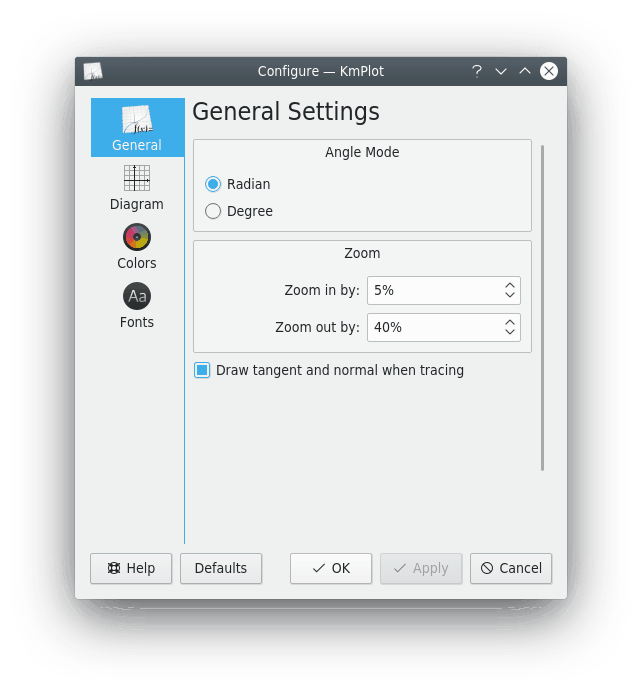 Configure — KmPlot
General
Diagram
Colors
Aa
Fonts
General Settings
Angle Mode
Radian
Degree
Zoom
Zoom in by: 5%
Zoom out by: 40%
Draw tangent and normal when tracing
Help Defaults OK Apply Cancel